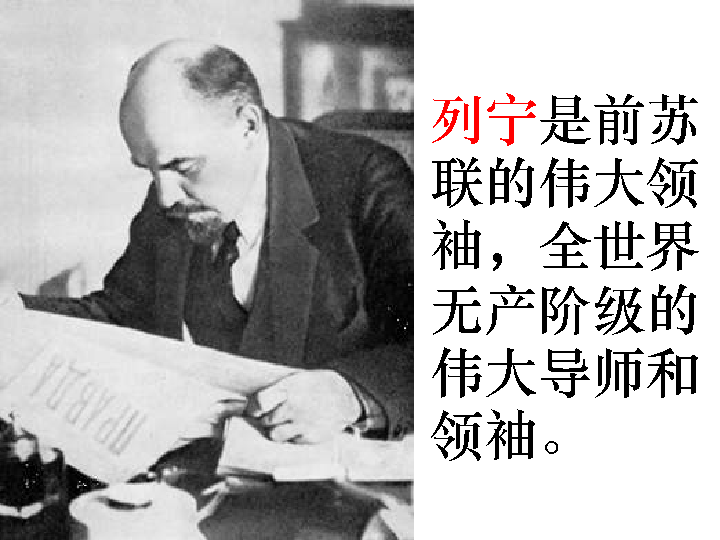 列宁是前苏
联的伟大领
袖，全世界
无产阶级的
伟大导师和
领袖。
ПРАВДА